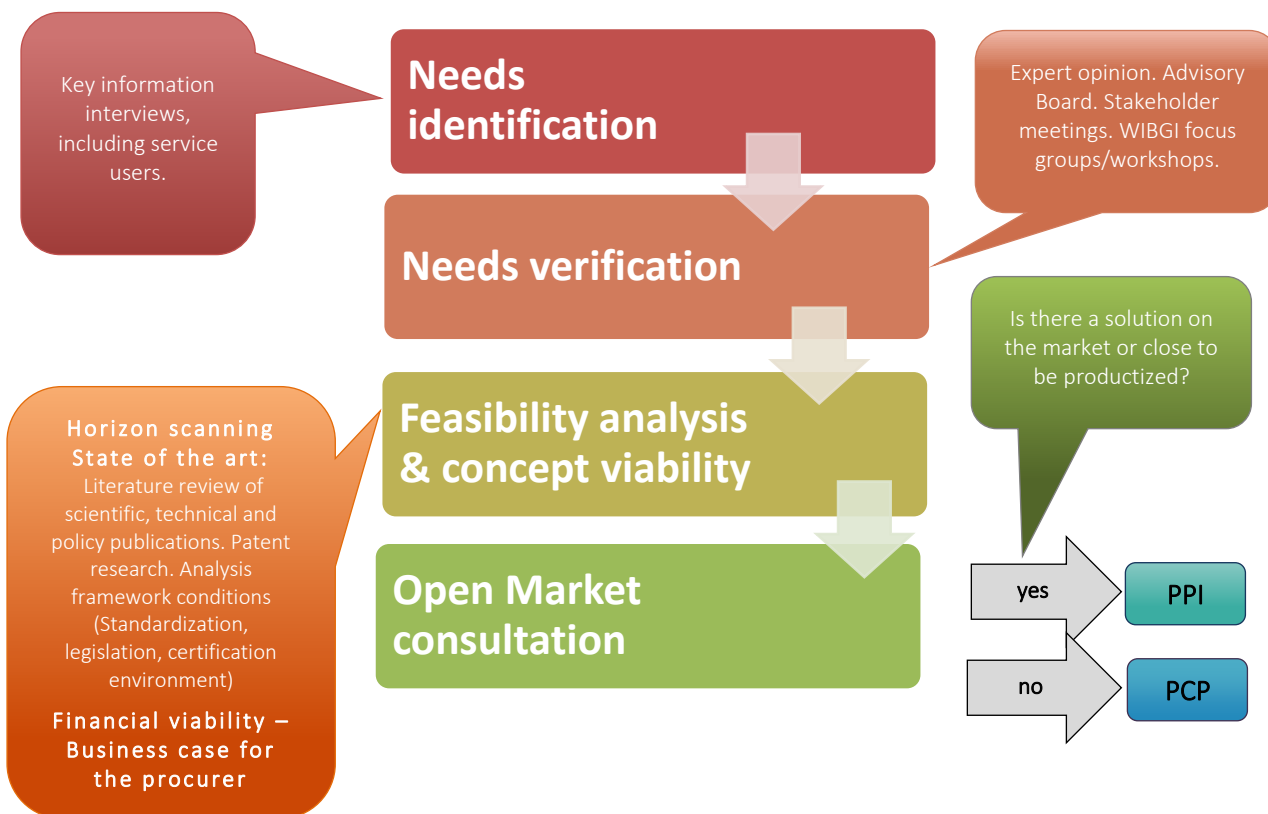 Key information
interviews,
including service
users.
Needs
identification
Expert opinion. Advisory
Board. Stakeholder
meetings. WIBGI focus
groups/workshops.
Needs verification
Is there a solution on
the market or close to
be productized?
Horizon scanning
State of the art:
Literature review of
scientific, technical and
policy publications. Patent
research. Analysis
framework conditions
(Standardization,
legislation, certification
environment)
Financial viability –
Business case for
the procurer
Feasibility analysis
& concept viability
Open Market
consultation
yes
PPI
no
PCP